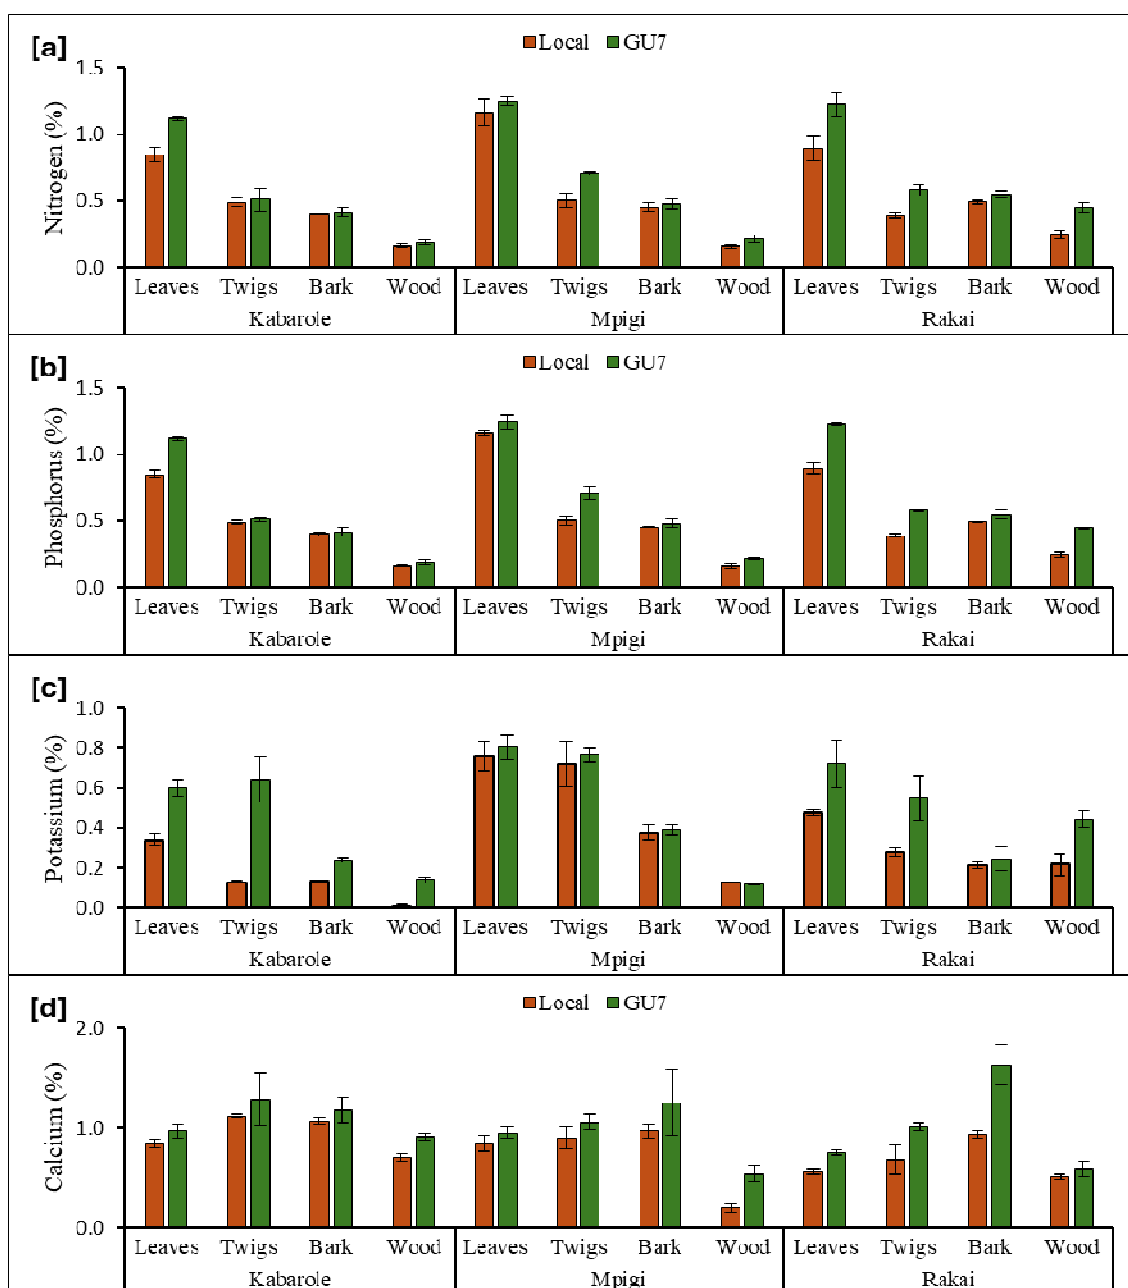 [a]
Local GU7
Nitrogen (%)
1.5
1.0
0.5
0.0
Leaves Twigs Bark Wood Leaves Twigs Bark Wood Leaves Twigs Bark Wood
Kabarole Mpigi Rakai
[b]
Local GU7
Phosphorus (%)
1.5
1.0
0.5
0.0
Leaves Twigs Bark Wood Leaves Twigs Bark Wood Leaves Twigs Bark Wood
Kabarole Mpigi Rakai
[c]
Potassium (%)
1.0
0.8
0.6
0.4
0.2
0.0
Leaves Twigs Bark Wood Leaves Twigs Bark Wood Leaves Twigs Bark Wood
Kabarole Mpigi Rakai
[d]
Local GU7
Calcium (%)
2.0
1.0
0.0
Leaves Twigs Bark Wood Leaves Twigs Bark Wood Leaves Twigs Bark Wood
Kabarole Mpigi Rakai